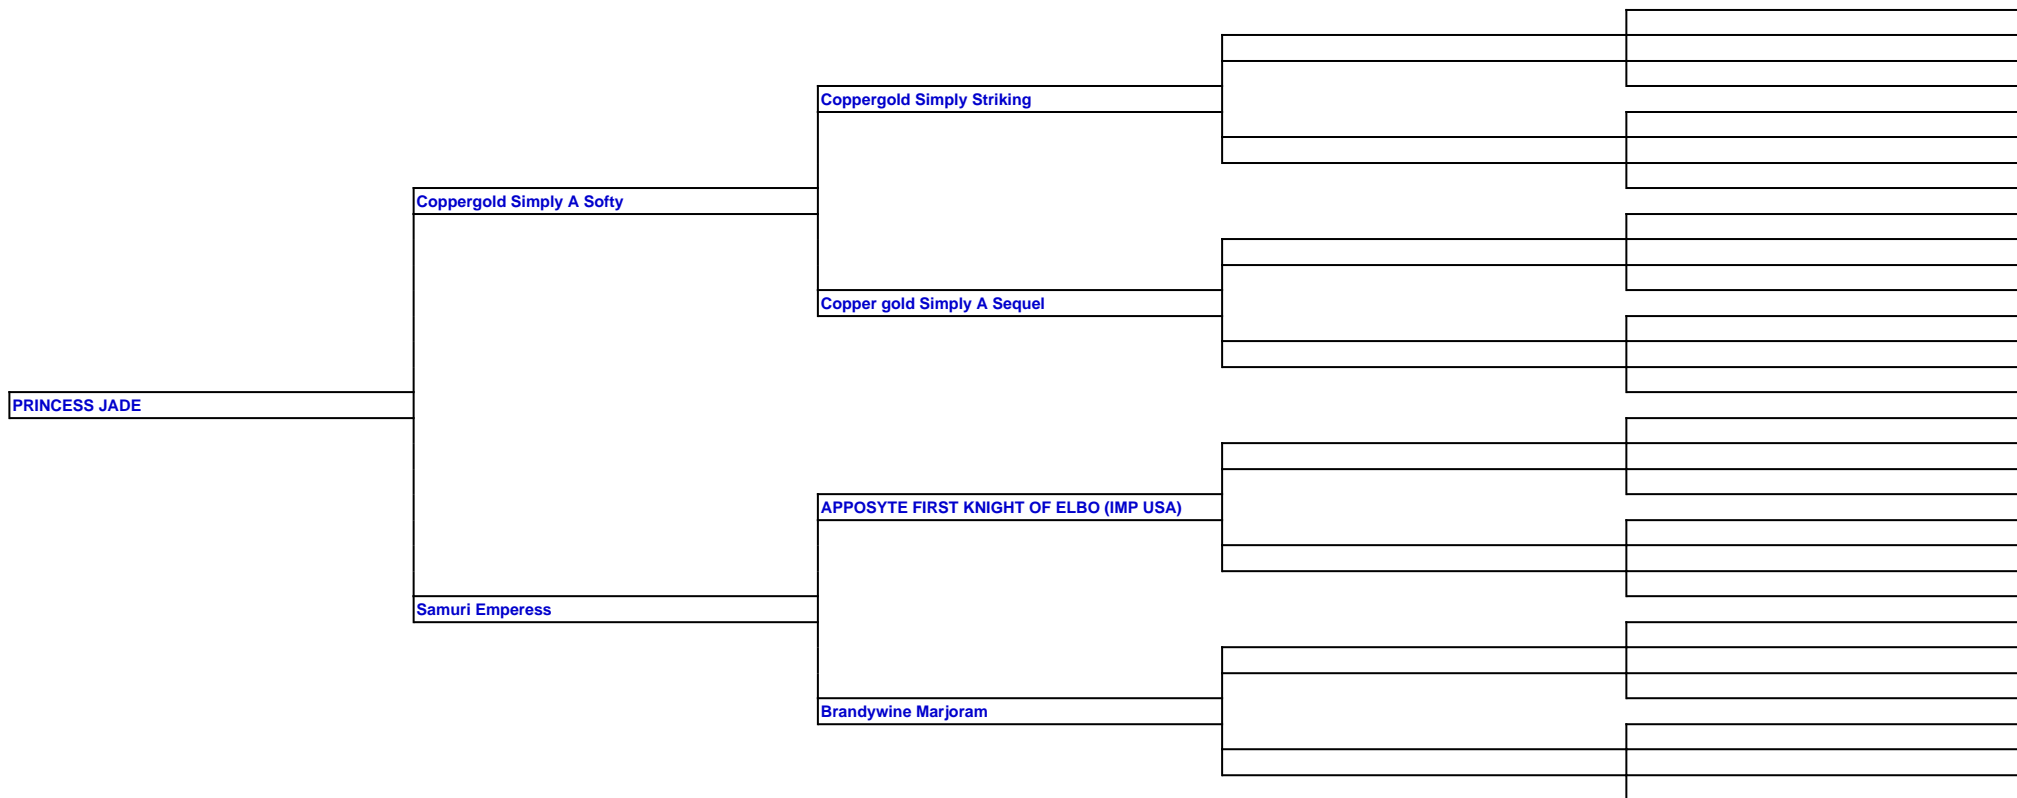 Coppergold Simply Striking
Coppergold Simply A Softy
Copper gold Simply A Sequel
PRINCESS JADE
APPOSYTE FIRST KNIGHT OF ELBO (IMP USA)
Samuri Emperess
Brandywine Marjoram